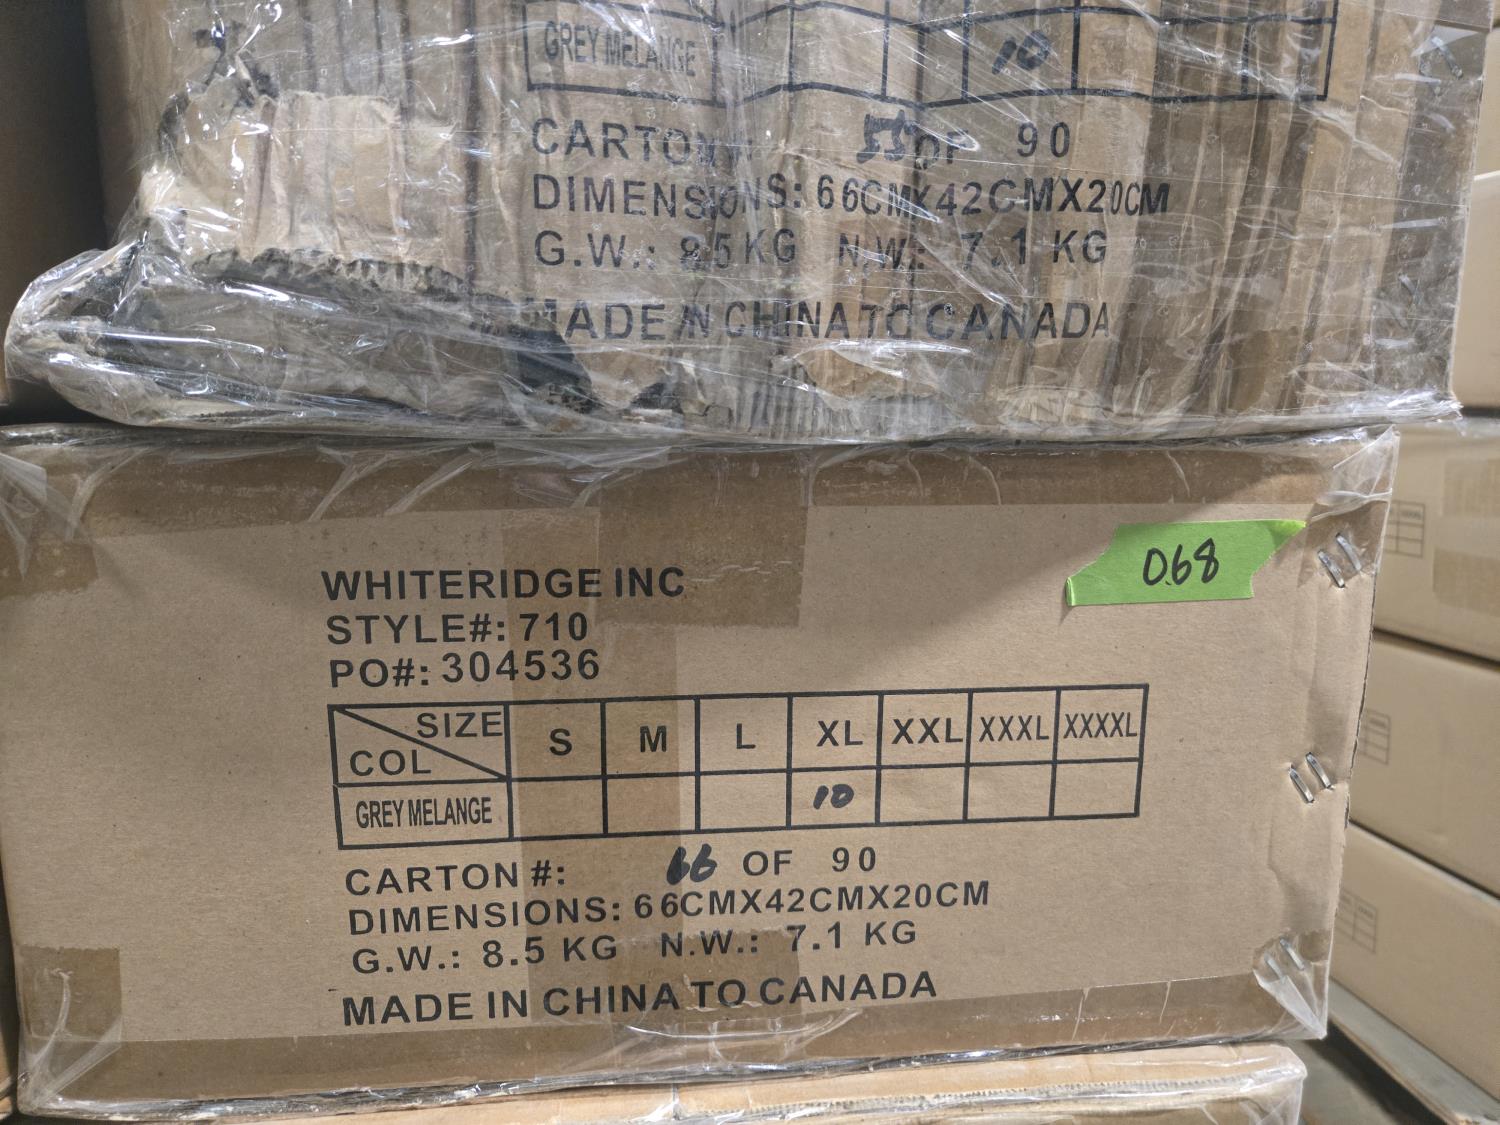 GREY MELANGE 10
CARTON 55 OF 90
DIMENSIONS: 66CMX42CMX20CM
G.W.: 8.5 KG N.W.: 7.1 KG
MADE IN CHINA TO CANADA
068
WHITERIDGE INC
STYLE#: 710
PO#: 304536
SIZE S M L XL XXL XXXL XXXXL
COL
GREY MELANGE 10
CARTON #: 66 OF 90
DIMENSIONS: 66CMX42CMX20CM
G.W.: 8.5 KG N.W.: 7.1 KG
MADE IN CHINA TO CANADA